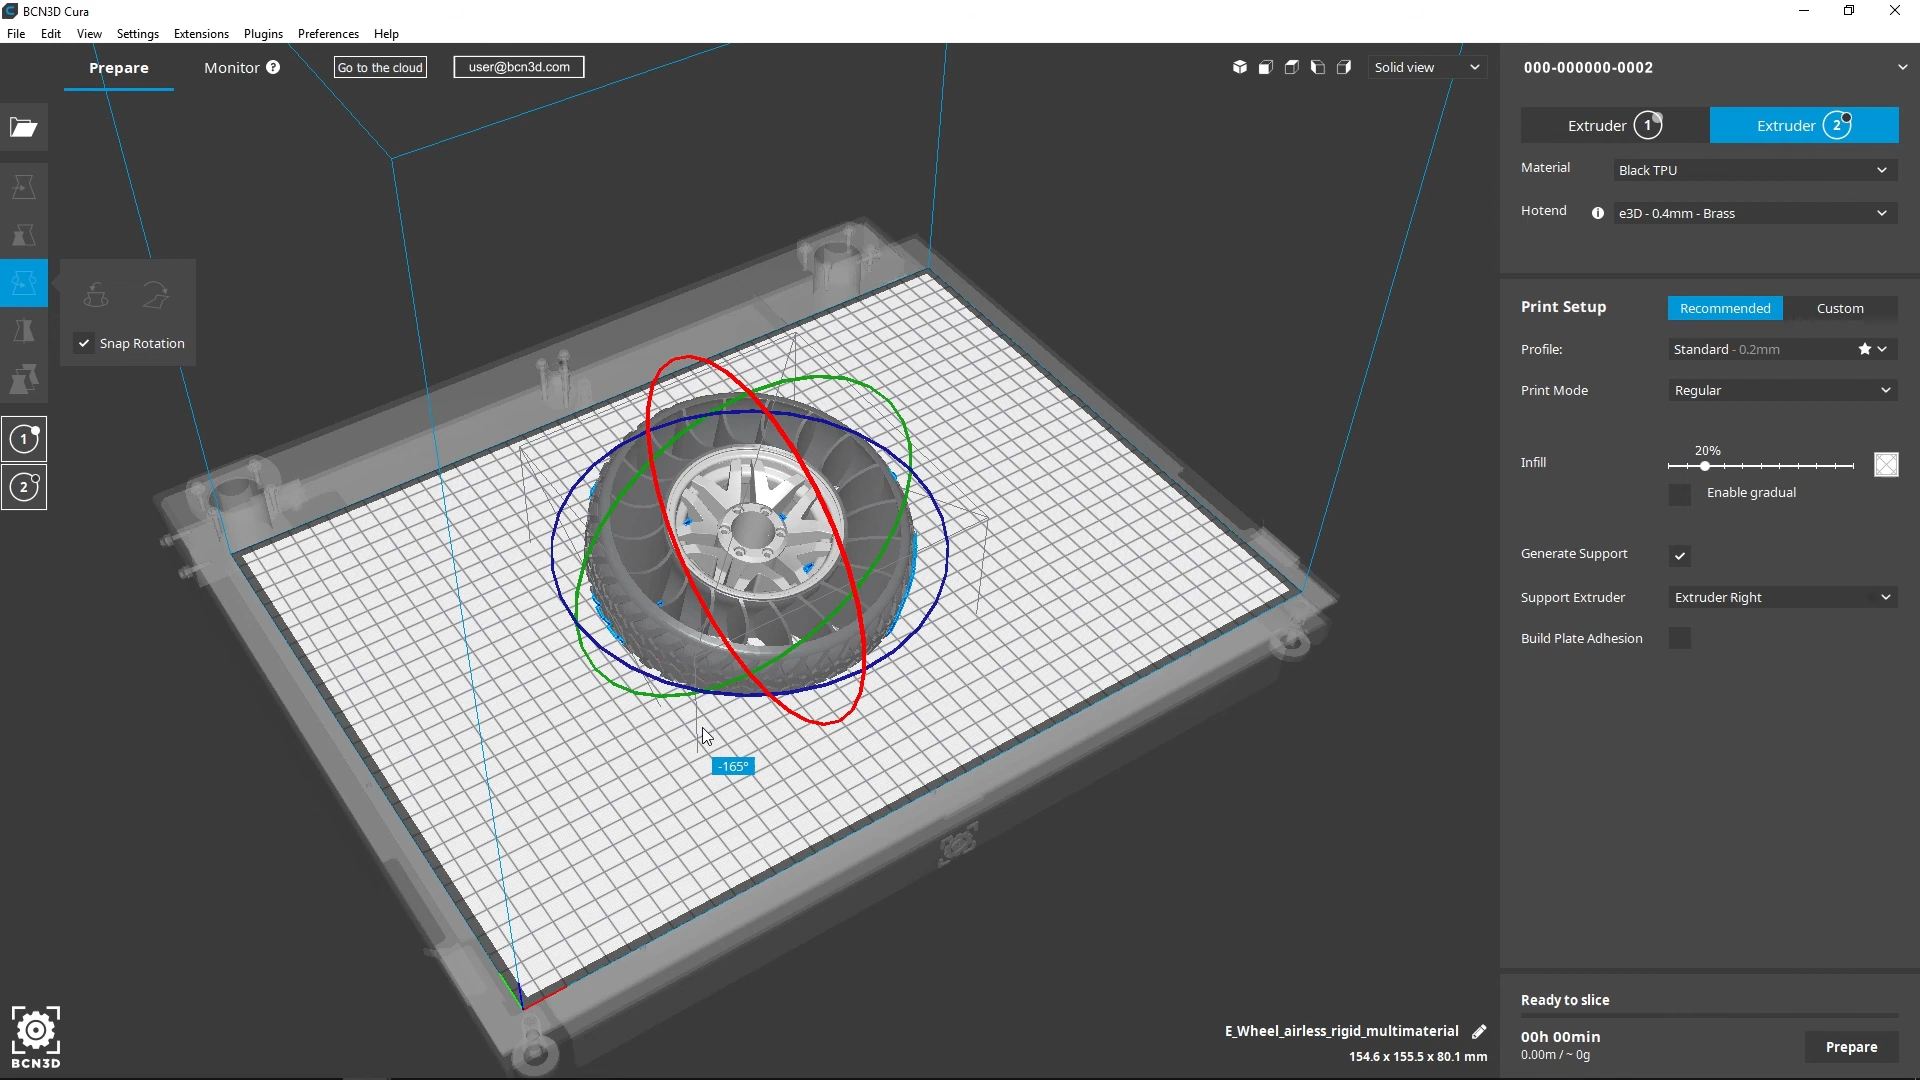 BCN3D Cura
File Edit View Settings Extensions Plugins Preferences Help
Prepare Monitor ? Go to the cloud user@bcn3d.com Solid view
000-000000-0002
Extruder 1 Extruder 2
Material Black TPU
Hotend i e3D - 0.4mm - Brass
Print Setup Recommended Custom
Profile: Standard - 0.2mm
Print Mode Regular
20%
Infill
Enable gradual
Generate Support
Support Extruder Extruder Right
Build Plate Adhesion
Snap Rotation
1
2
-165°
BCN3D
E_Wheel_airless_rigid_multimaterial
154.6 x 155.5 x 80.1 mm
Ready to slice
00h 00min
0.00m / ~ 0g
Prepare